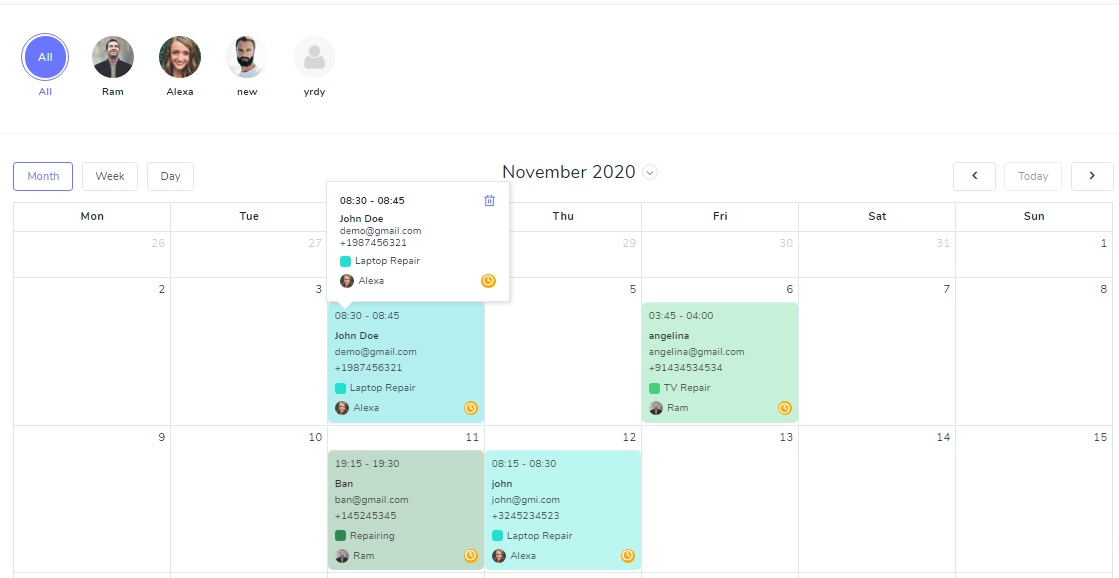 All
All
Ram
Alexa
new
yrdy
Month
Week
Day
November 2020
Today
Mon
Tue
Thu
Fri
Sat
Sun
08:30 - 08:45
John Doe
demo@gmail.com
+1987456321
Laptop Repair
Alexa
26
27
29
30
31
1
2
3
5
6
7
8
08:30 - 08:45
John Doe
demo@gmail.com
+1987456321
Laptop Repair
Alexa
03:45 - 04:00
angelina
angelina@gmail.com
+91434534534
TV Repair
Ram
9
10
11
12
13
14
15
19:15 - 19:30
Ban
ban@gmail.com
+145245345
Repairing
Ram
08:15 - 08:30
john
john@gmi.com
+3245234523
Laptop Repair
Alexa